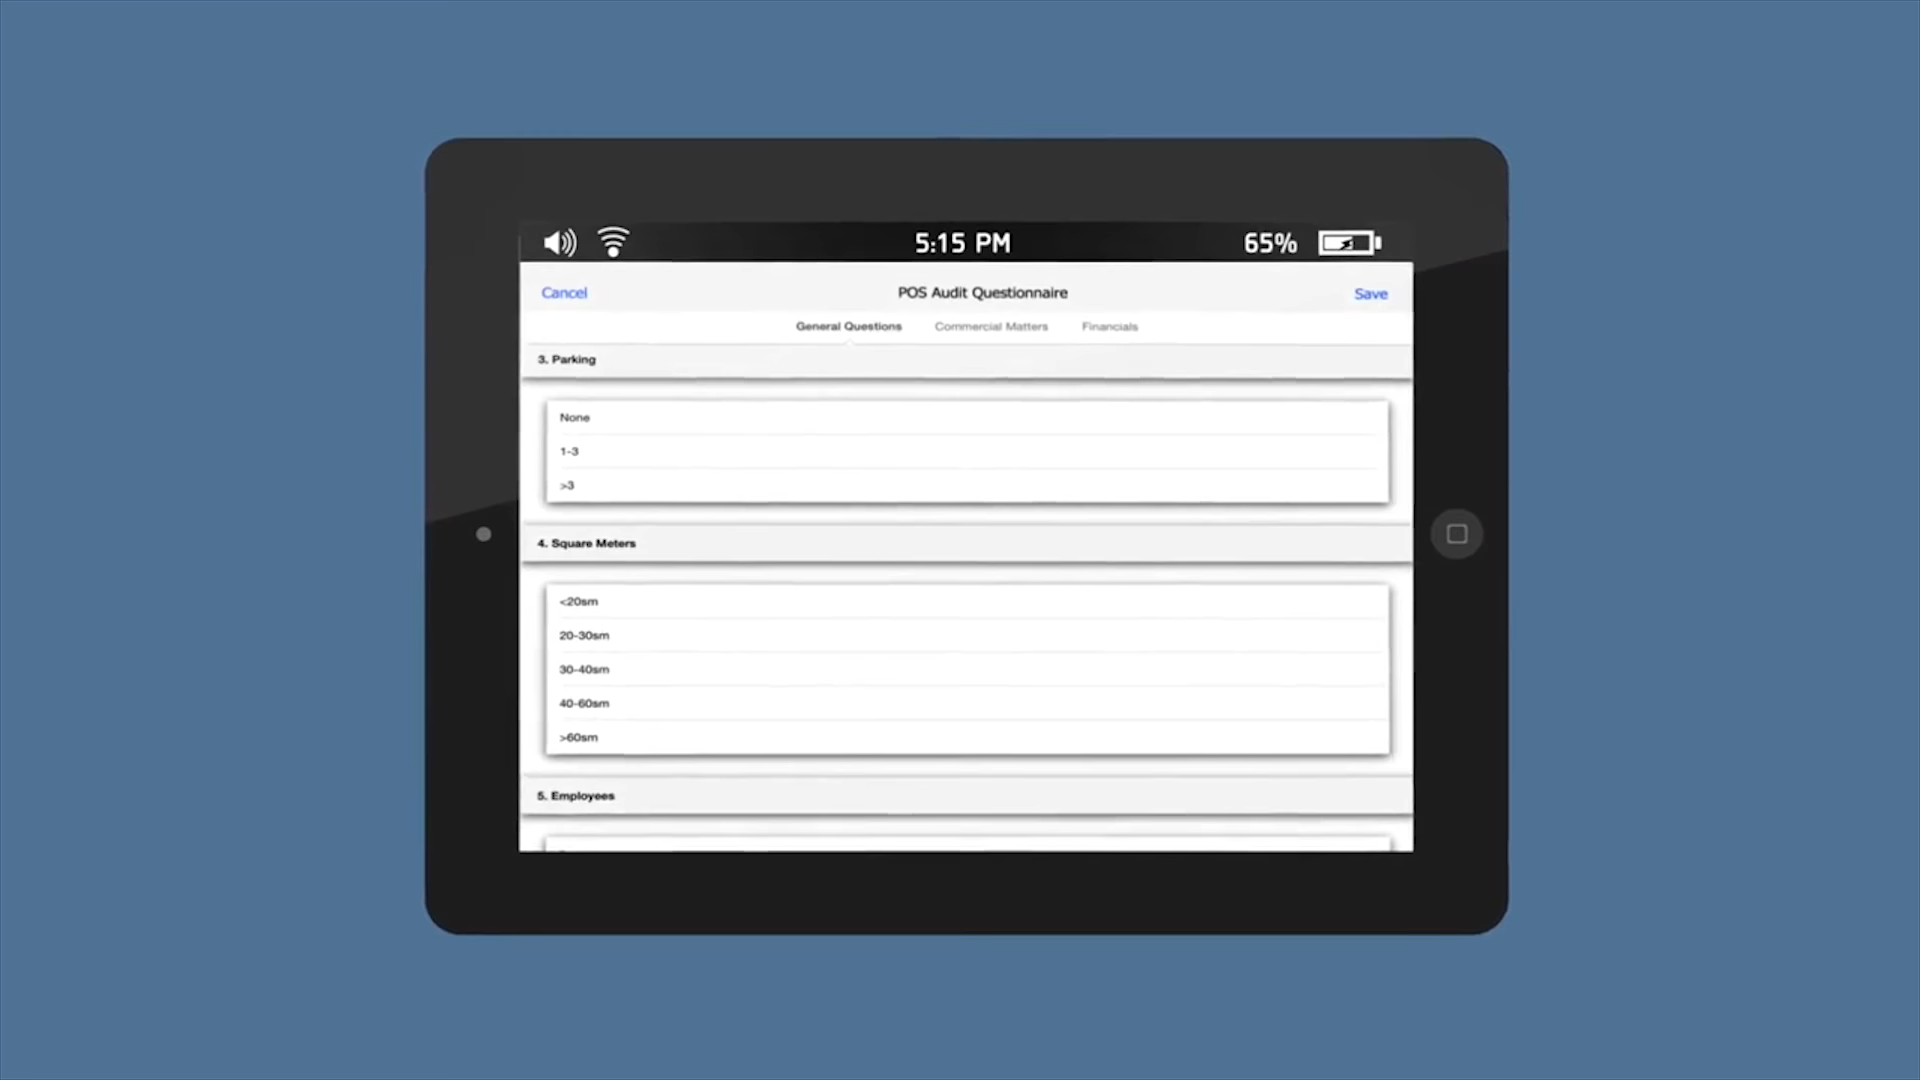 5:15 PM 65%
Cancel POS Audit Questionnaire Save
General Questions Commercial Matters Financials
3. Parking
None
1-3
>3
4. Square Meters
<20sm
20-30sm
30-40sm
40-60sm
>60sm
5. Employees